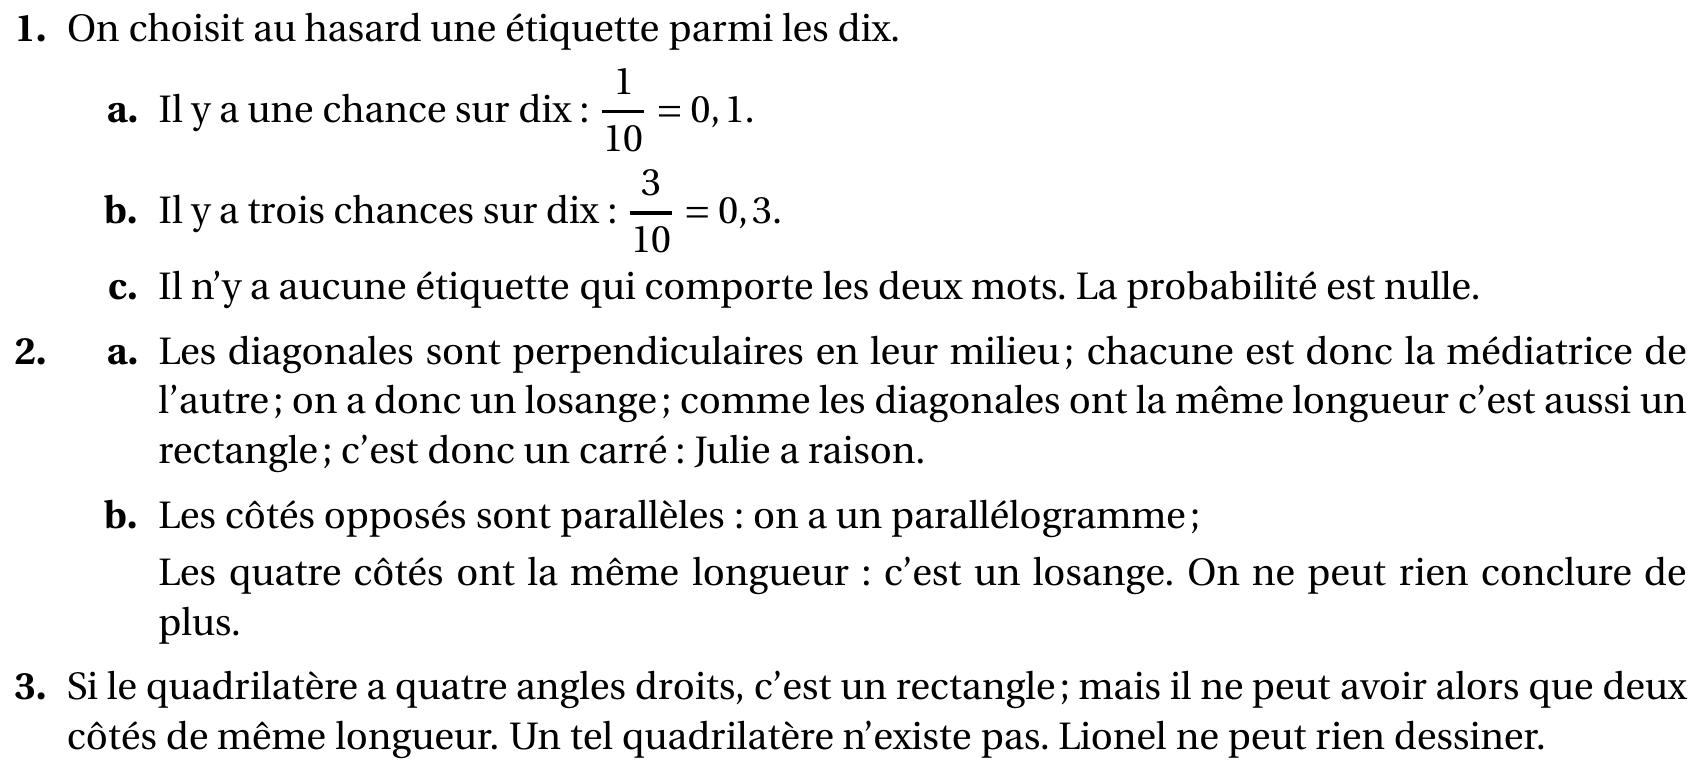 1. On choisit au hasard une étiquette parmi les dix.
a. Il y a une chance sur dix : 1/10 = 0,1.
b. Il y a trois chances sur dix : 3/10 = 0,3.
c. Il n’y a aucune étiquette qui comporte les deux mots. La probabilité est nulle.
2. a. Les diagonales sont perpendiculaires en leur milieu ; chacune est donc la médiatrice de
l’autre ; on a donc un losange ; comme les diagonales ont la même longueur c’est aussi un
rectangle ; c’est donc un carré : Julie a raison.
b. Les côtés opposés sont parallèles : on a un parallélogramme ;
Les quatre côtés ont la même longueur : c’est un losange. On ne peut rien conclure de
plus.
3. Si le quadrilatère a quatre angles droits, c’est un rectangle ; mais il ne peut avoir alors que deux
côtés de même longueur. Un tel quadrilatère n’existe pas. Lionel ne peut rien dessiner.